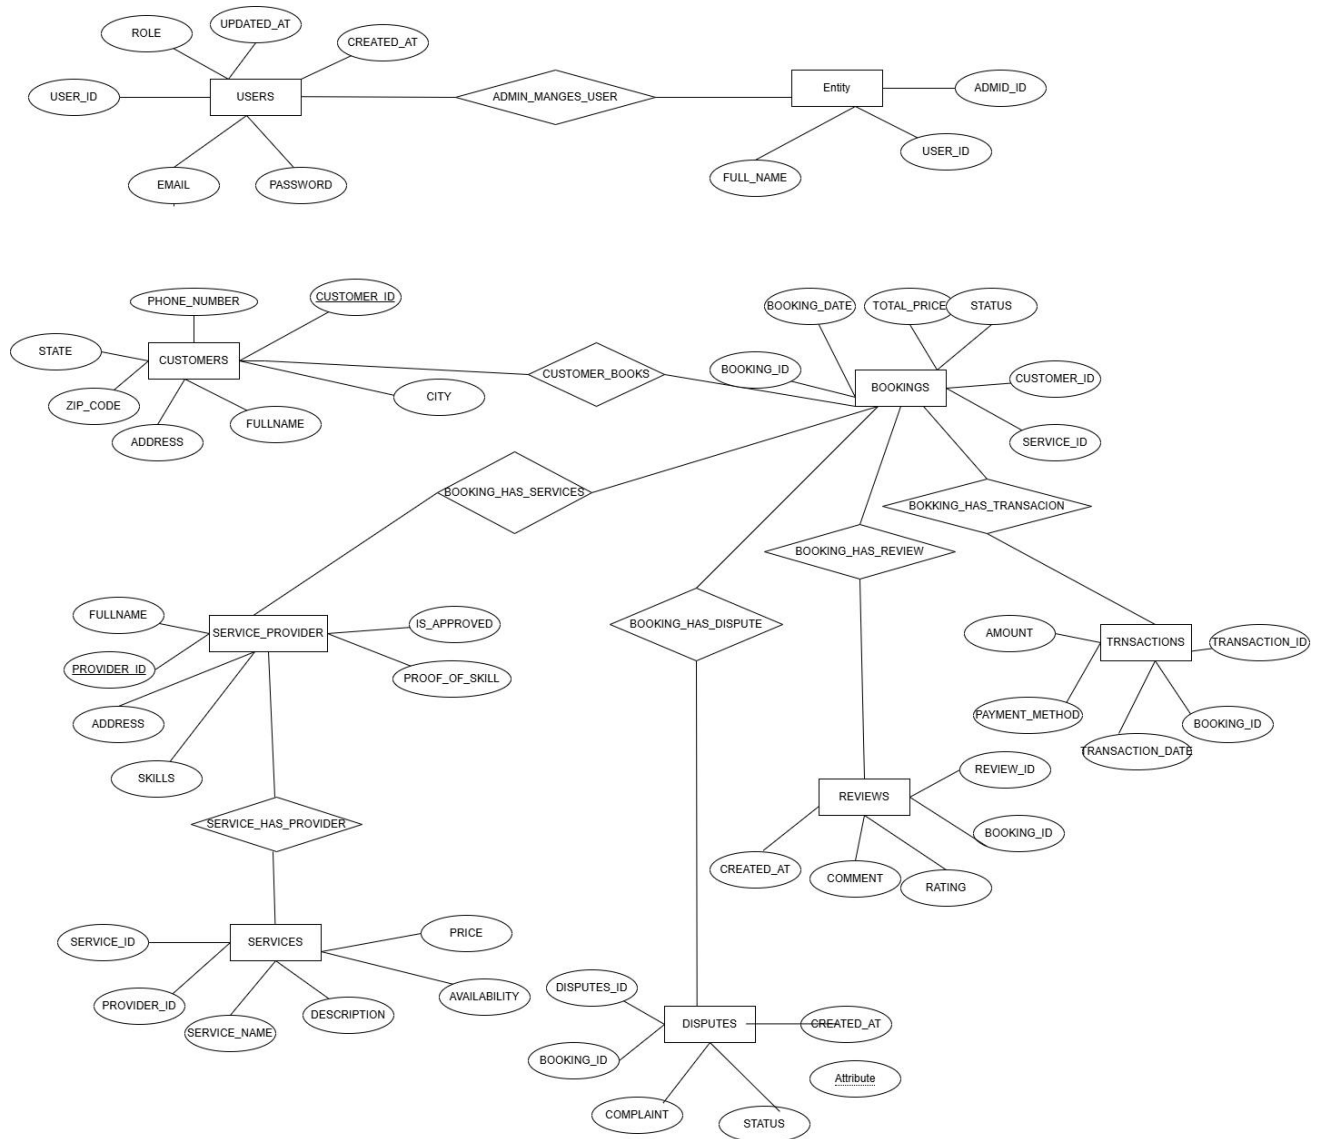 UPDATED_AT
ROLE
CREATED_AT
USER_ID
USERS
ADMIN_MANGES_USER
Entity
ADMID_ID
USER_ID
FULL_NAME
EMAIL
PASSWORD
PHONE_NUMBER
CUSTOMER_ID
STATE
CUSTOMERS
ZIP_CODE
ADDRESS
FULLNAME
CITY
CUSTOMER_BOOKS
BOOKING_DATE
TOTAL_PRICE
STATUS
BOOKING_ID
BOOKINGS
CUSTOMER_ID
SERVICE_ID
BOOKING_HAS_SERVICES
BOKKING_HAS_TRANSACION
BOOKING_HAS_REVIEW
BOOKING_HAS_DISPUTE
FULLNAME
SERVICE_PROVIDER
IS_APPROVED
PROVIDER_ID
PROOF_OF_SKILL
ADDRESS
SKILLS
AMOUNT
TRNSACTIONS
TRANSACTION_ID
PAYMENT_METHOD
BOOKING_ID
TRANSACTION_DATE
SERVICE_HAS_PROVIDER
REVIEW_ID
REVIEWS
BOOKING_ID
CREATED_AT
COMMENT
RATING
SERVICE_ID
SERVICES
PRICE
PROVIDER_ID
SERVICE_NAME
DESCRIPTION
AVAILABILITY
DISPUTES_ID
DISPUTES
CREATED_AT
BOOKING_ID
Attribute
COMPLAINT
STATUS